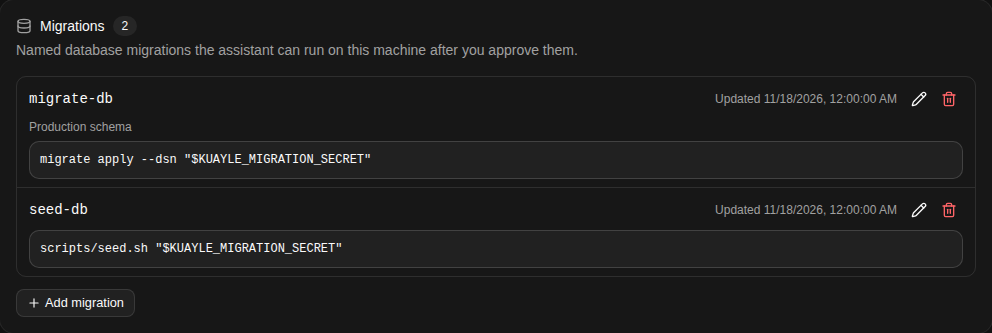 Migrations 2
Named database migrations the assistant can run on this machine after you approve them.
migrate-db Updated 11/18/2026, 12:00:00 AM
Production schema
migrate apply --dsn "$KUAYLE_MIGRATION_SECRET"
seed-db Updated 11/18/2026, 12:00:00 AM
scripts/seed.sh "$KUAYLE_MIGRATION_SECRET"
Add migration